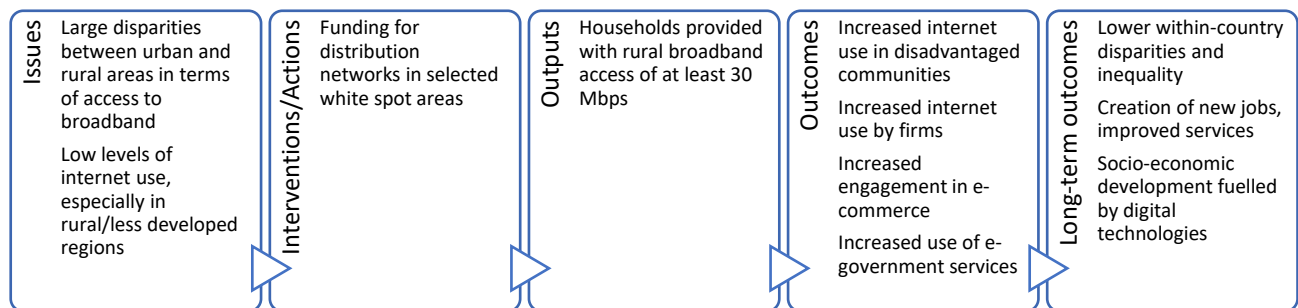 Issues
Large disparities
between urban and
rural areas in terms
of access to
broadband
Low levels of
internet use,
especially in
rural/less developed
regions
Interventions/Actions
Funding for
distribution
networks in selected
white spot areas
Outputs
Households provided
with rural broadband
access of at least 30
Mbps
Outcomes
Increased internet
use in disadvantaged
communities
Increased internet
use by firms
Increased
engagement in e-
commerce
Increased use of e-
government services
Long-term outcomes
Lower within-country
disparities and
inequality
Creation of new jobs,
improved services
Socio-economic
development fuelled
by digital
technologies